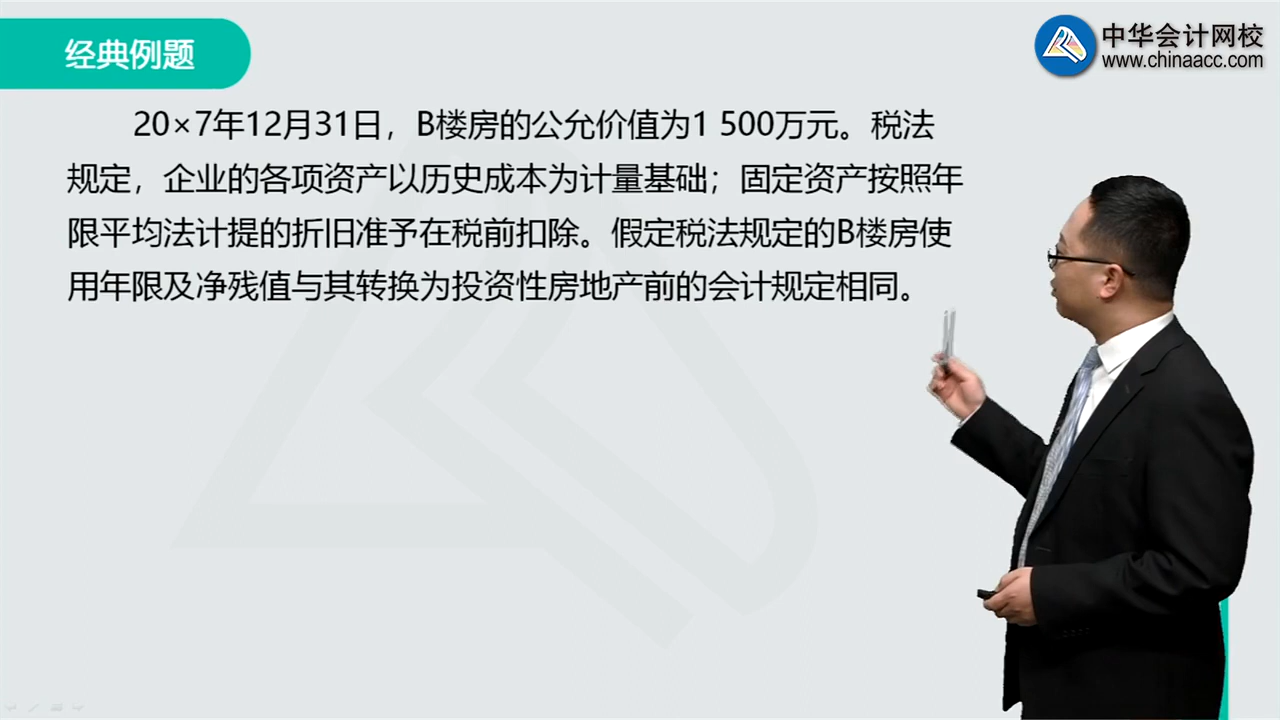 经典例题
中华会计网校
www.chinaacc.com
20×7年12月31日，B楼房的公允价值为1 500万元。税法
规定，企业的各项资产以历史成本为计量基础；固定资产按照年
限平均法计提的折旧准予在税前扣除。假定税法规定的B楼房使
用年限及净残值与其转换为投资性房地产前的会计规定相同。